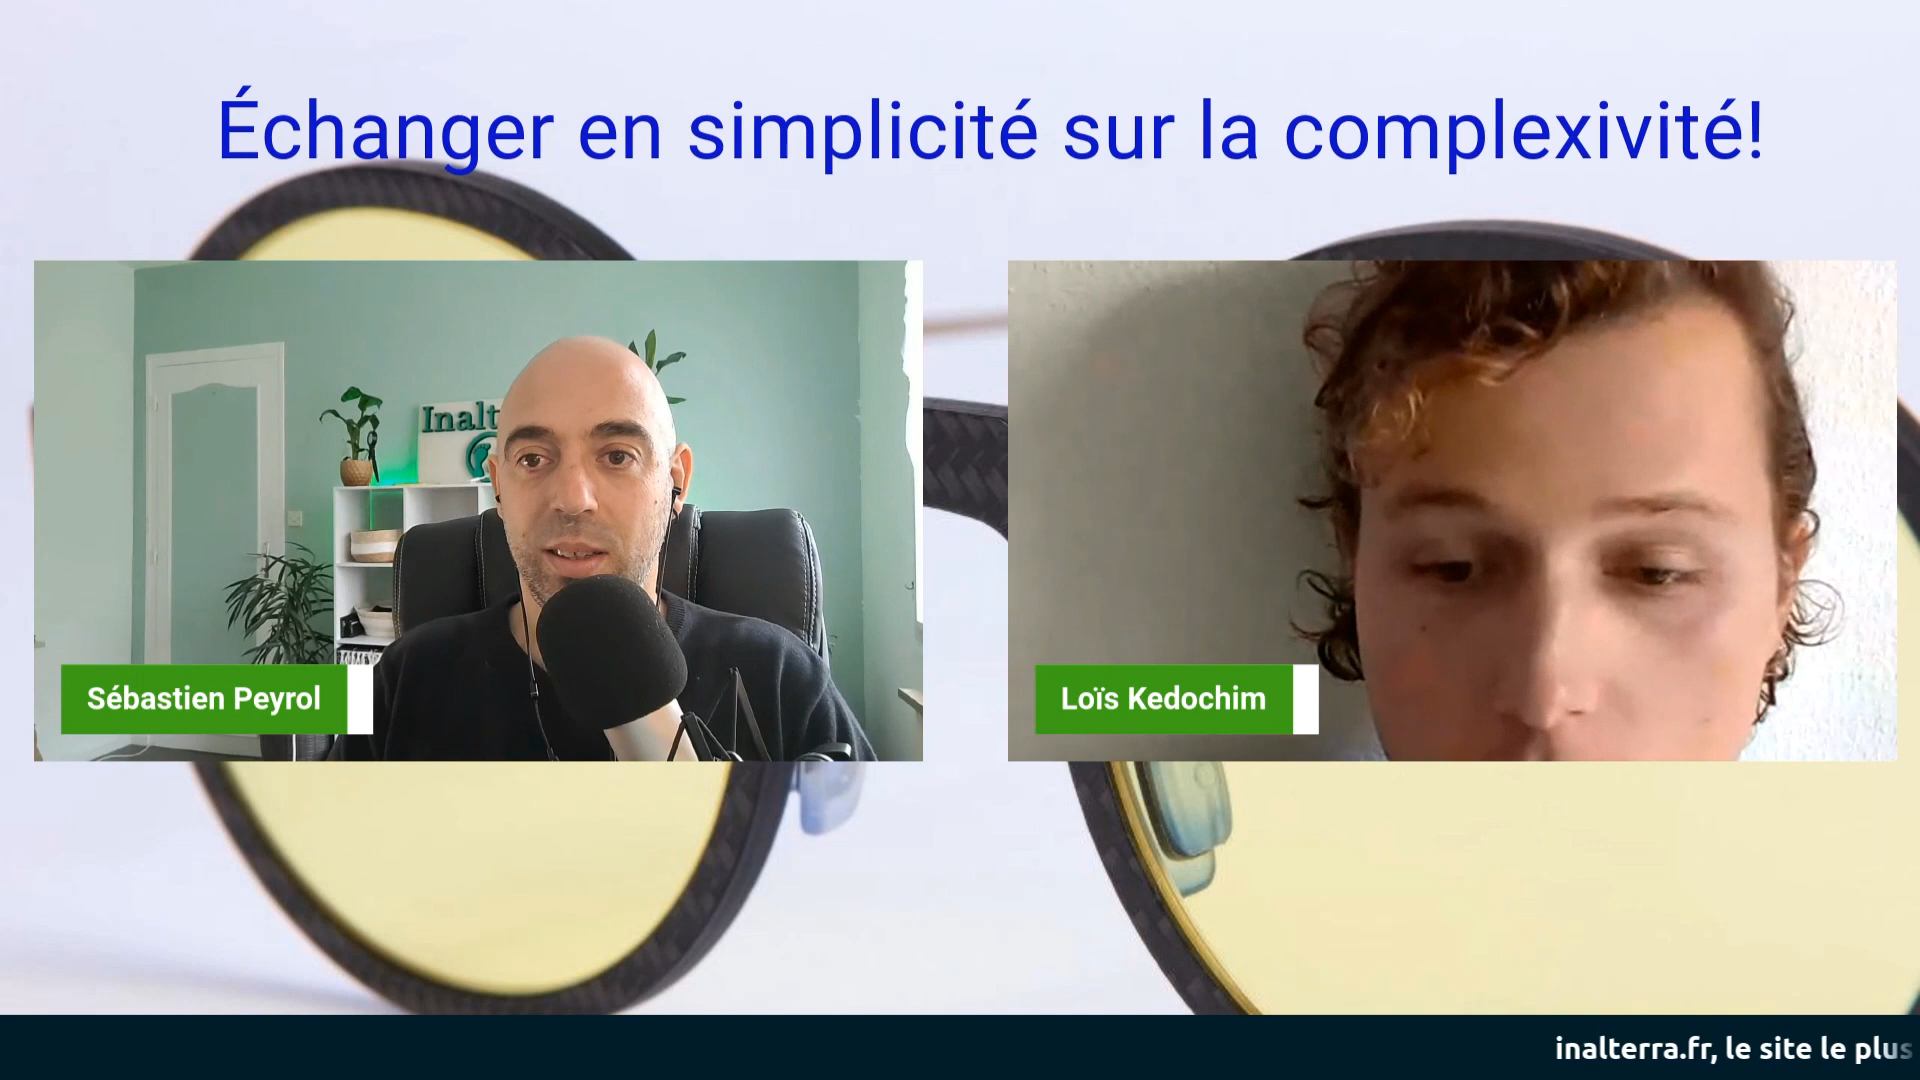 Échanger en simplicité sur la complexivité!
Inalt
Sébastien Peyrol
Loïs Kedochim
inalterra.fr, le site le plus